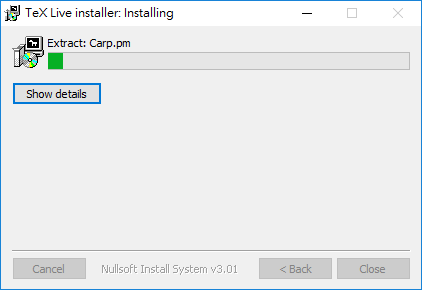 TeX Live installer: Installing
Extract: Carp.pm
Show details
Cancel
Nullsoft Install System v3.01
< Back
Close